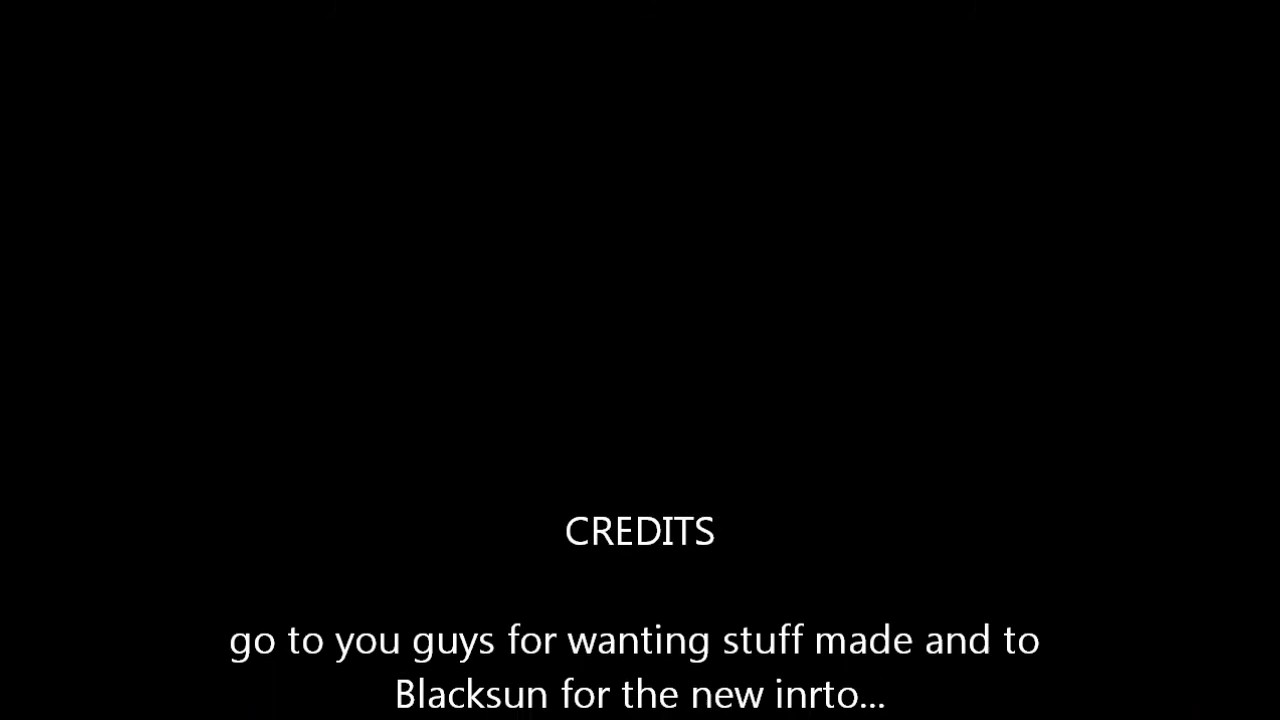 CREDITS
go to you guys for wanting stuff made and to
Blacksun for the new inrto...